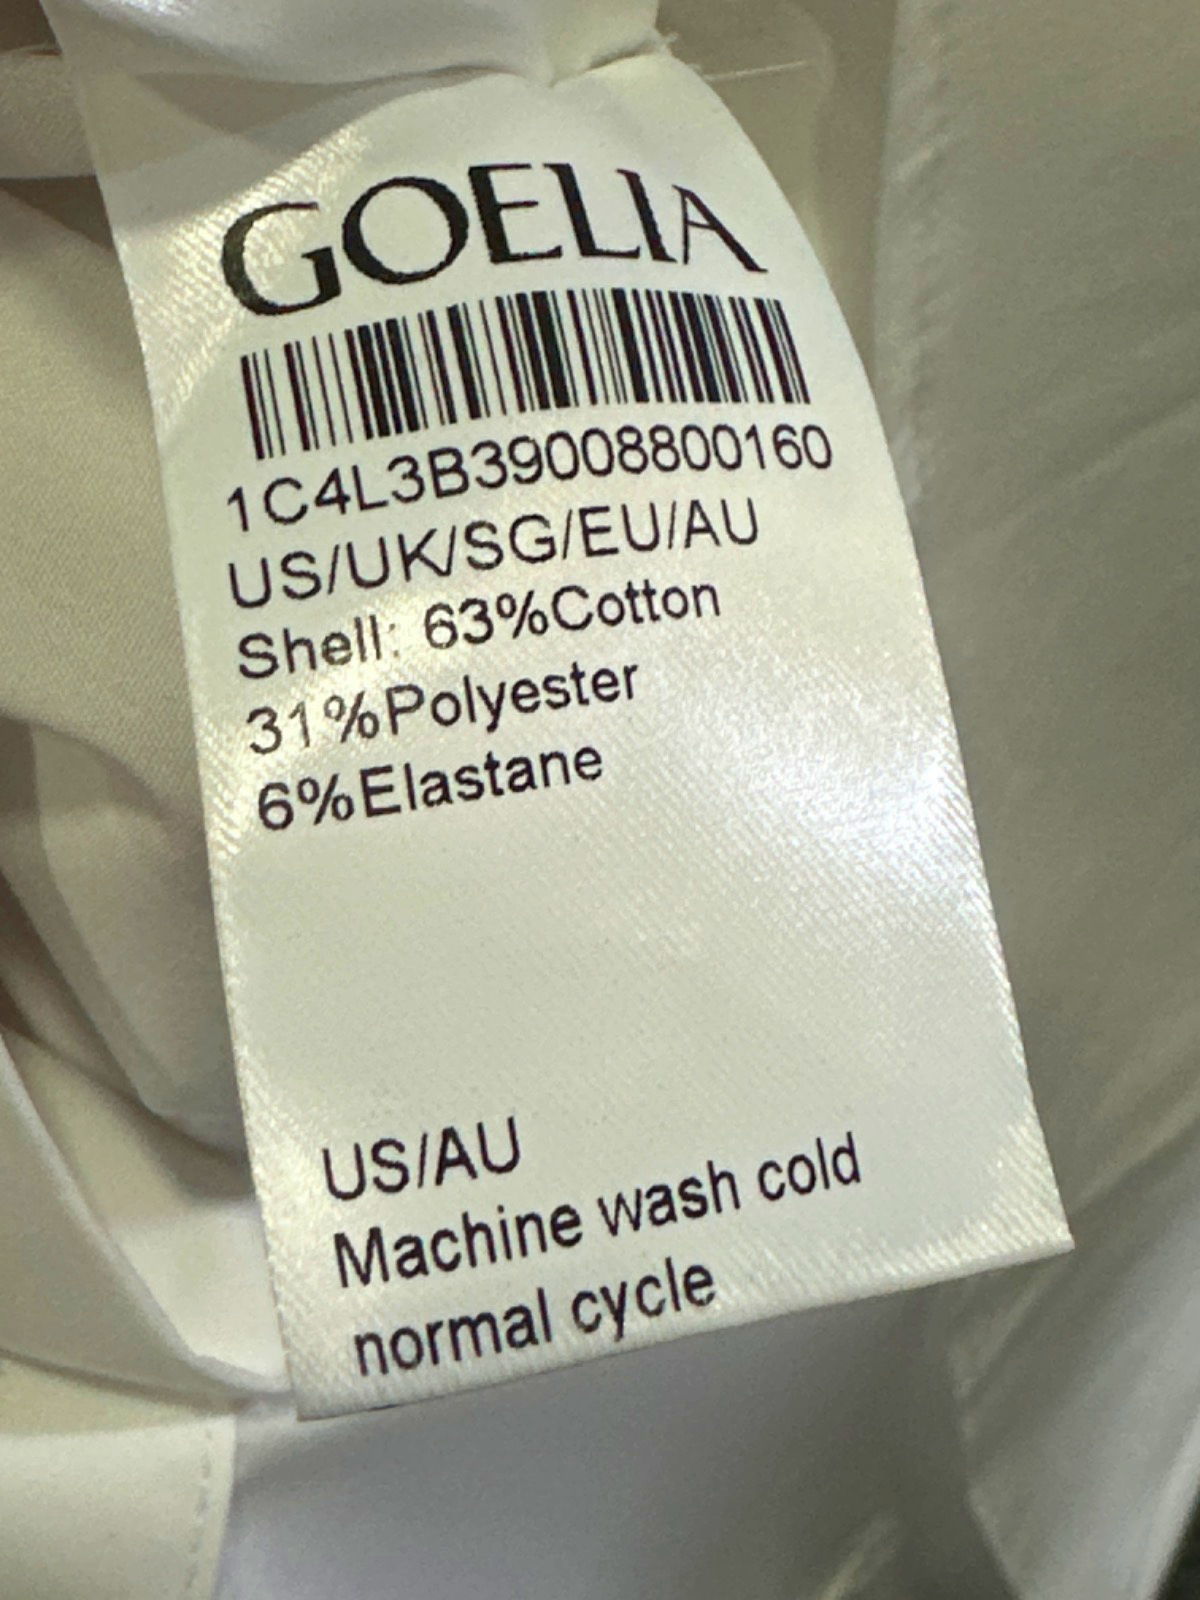 GOELIA
1C4L3B39008800160
US/UK/SG/EU/AU
Shell: 63%Cotton
31%Polyester
6%Elastane
US/AU
Machine wash cold
normal cycle